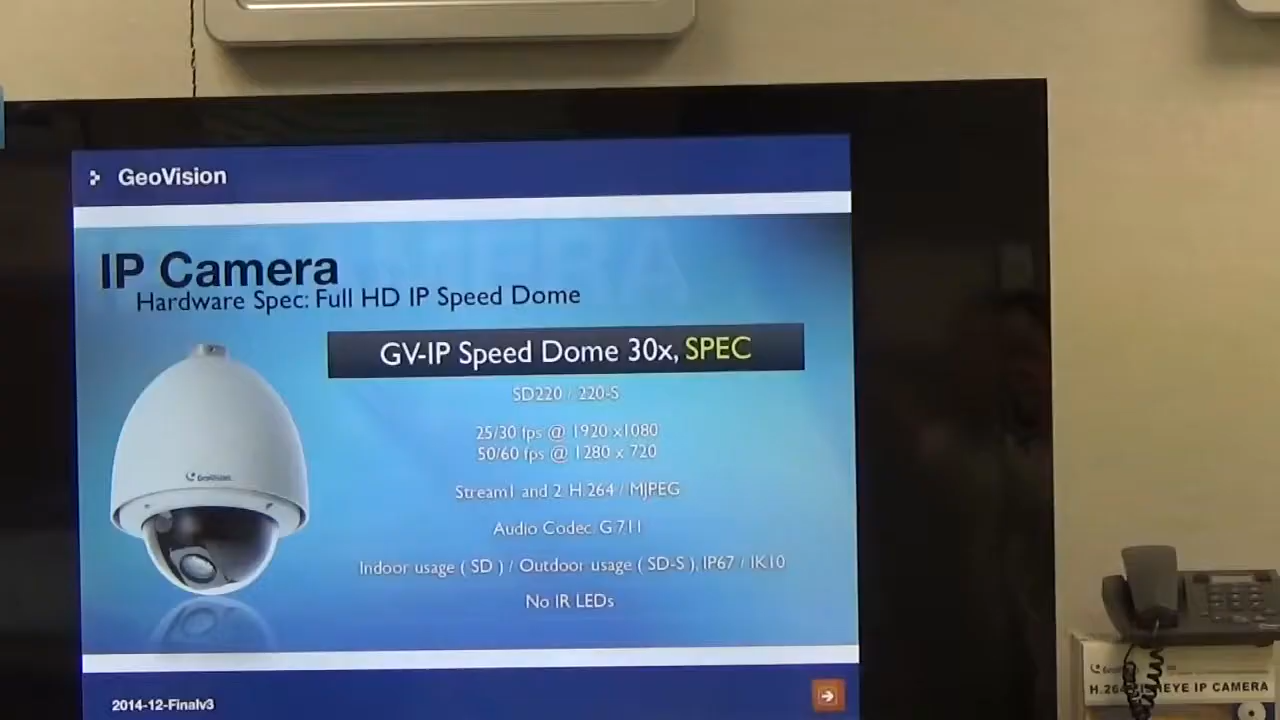 GeoVision
IP Camera
Hardware Spec: Full HD IP Speed Dome
GV-IP Speed Dome 30x, SPEC
SD220 / 220-S
25/30 fps @ 1920 x1080
50/60 fps @ 1280 x 720
Stream1 and 2 H.264 / MJPEG
Audio Codec G.711
Indoor usage ( SD ) / Outdoor usage ( SD-S ), IP67 / IK10
No IR LEDs
GeoVision
2014-12-Finalv3
EYE IP CAMERA